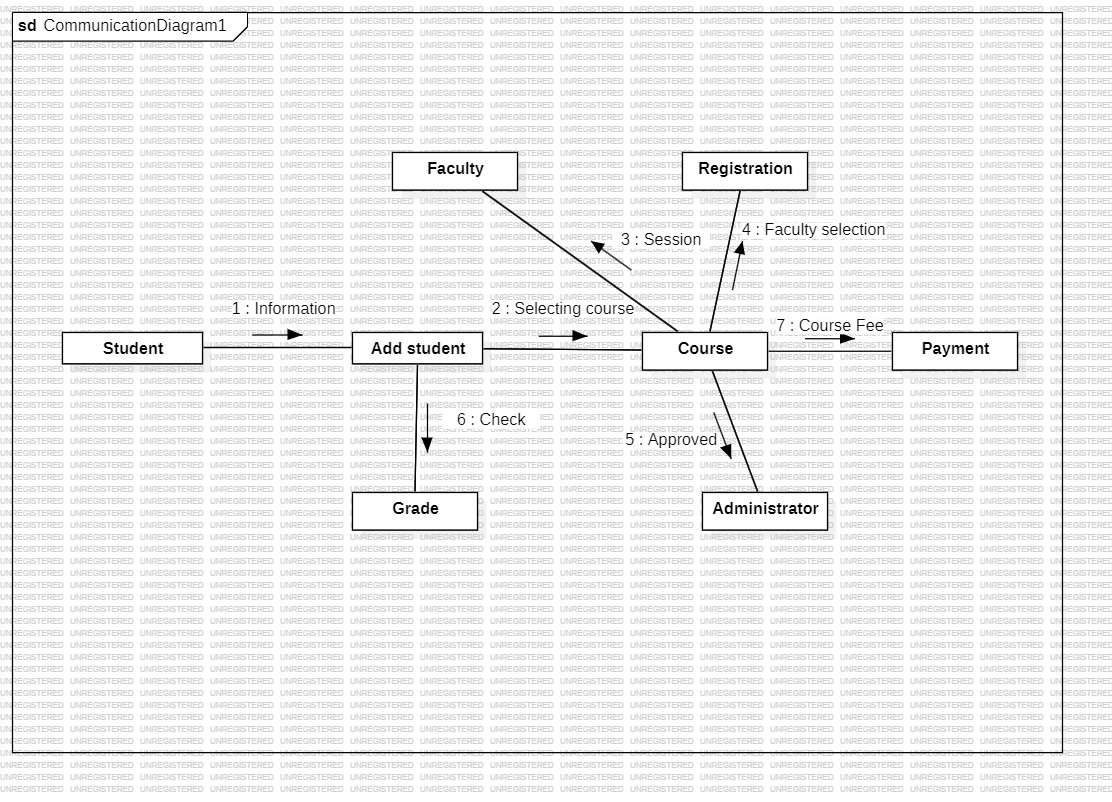 sd CommunicationDiagram1
Faculty
Registration
3 : Session
4 : Faculty selection
1 : Information
2 : Selecting course
7 : Course Fee
Student
Add student
Course
Payment
6 : Check
5 : Approved
Grade
Administrator
UNREGISTERED